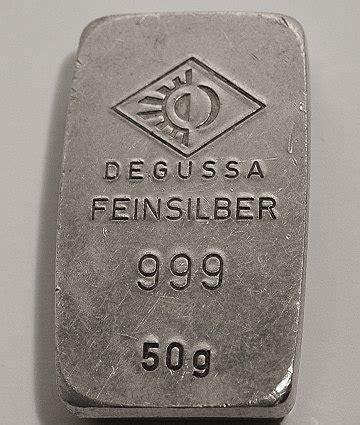 DEGUSSA
FEINSILBER
999
50g